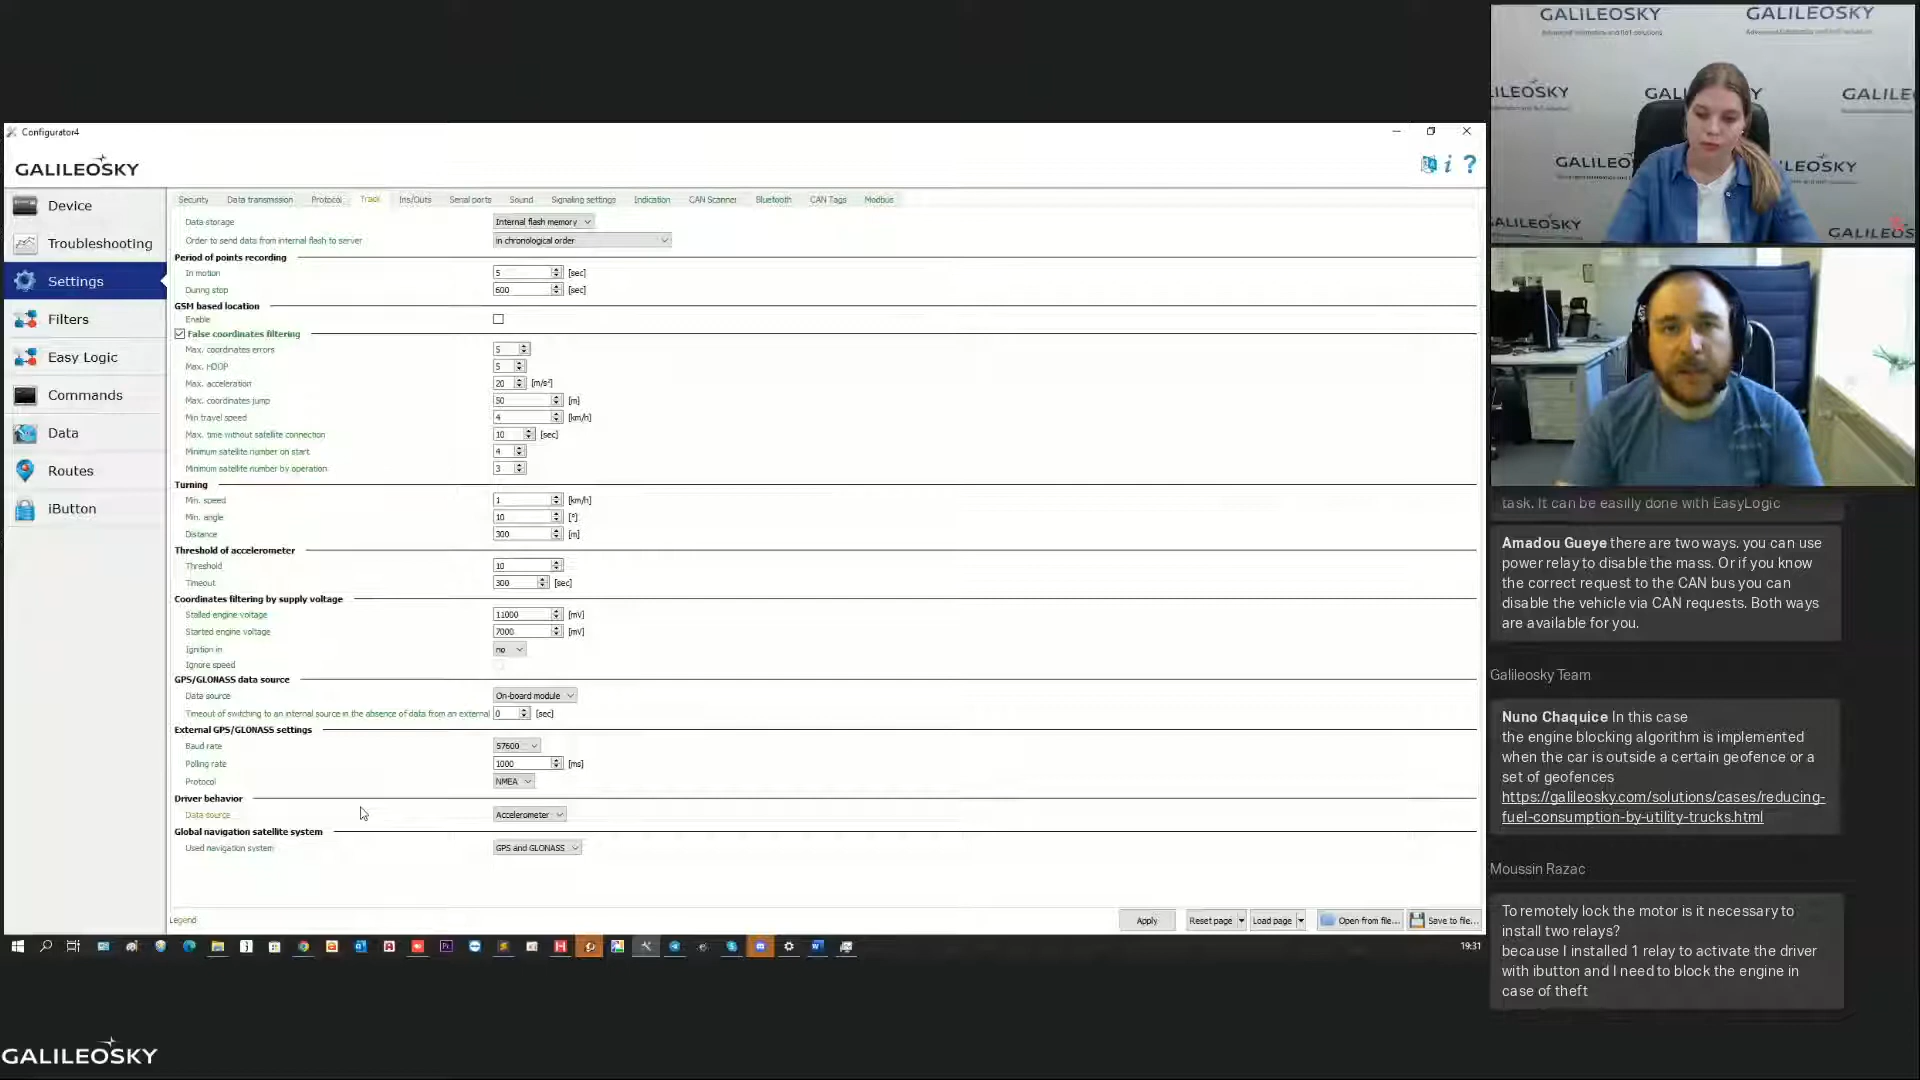 Configurator4
GALILEOSKY
Device
Troubleshooting
Settings
Filters
Easy Logic
Commands
Data
Routes
iButton
Security Data transmission Protocol Track Ins/Outs Serial ports Sound Signaling settings Indication CAN Scanner Bluetooth CAN Tags Modbus
Data storage Internal flash memory
Order to send data from internal flash to server in chronological order
Period of points recording
In motion 5 [sec]
During stop 600 [sec]
GSM based location
Enable
False coordinates filtering
Max. coordinates errors 5
Max. HDOP 5
Max. acceleration 20 [m/s²]
Max. coordinates jump 50 [m]
Min travel speed 4 [km/h]
Max. time without satellite connection 10 [sec]
Minimum satellite number on start 4
Minimum satellite number by operation 3
Turning
Min. speed 1 [km/h]
Min. angle 10 [°]
Distance 300 [m]
Threshold of accelerometer
Threshold 10
Timeout 300 [sec]
Coordinates filtering by supply voltage
Stalled engine voltage 11000 [mV]
Started engine voltage 7000 [mV]
Ignition in no
Ignore speed
GPS/GLONASS data source
Data source On-board module
Timeout of switching to an internal source in the absence of data from an external 0 [sec]
External GPS/GLONASS settings
Baud rate 57600
Polling rate 1000 [ms]
Protocol NMEA
Driver behavior
Data source Accelerometer
Global navigation satellite system
Used navigation system GPS and GLONASS
Legend
Apply Reset page Load page Open from file... Save to file...
19:31
GALILEOSKY
GALILEOSKY GALILEOSKY
ILEOSKY GAL GALILE
GALILEO LEOSKY
ILEOSKY GALILEOS
task. It can be easilly done with EasyLogic
Amadou Gueye there are two ways. you can use
power relay to disable the mass. Or if you know
the correct request to the CAN bus you can
disable the vehicle via CAN requests. Both ways
are available for you.
Galileosky Team
Nuno Chaquice In this case
the engine blocking algorithm is implemented
when the car is outside a certain geofence or a
set of geofences
https://galileosky.com/solutions/cases/reducing-
fuel-consumption-by-utility-trucks.html
Moussin Razac
To remotely lock the motor is it necessary to
install two relays?
because I installed 1 relay to activate the driver
with ibutton and I need to block the engine in
case of theft